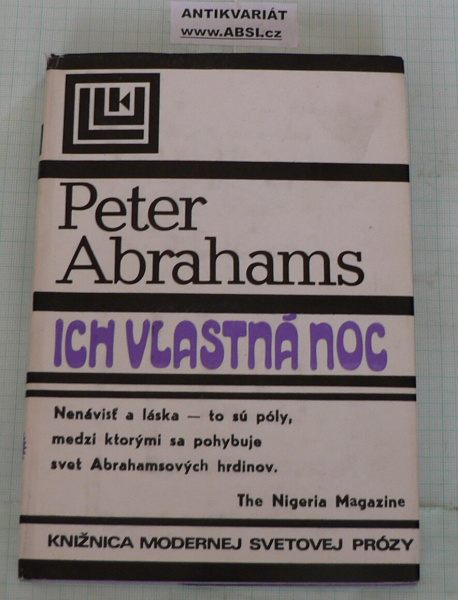 ANTIKVARIÁT
www.ABSI.cz
Peter
Abrahams
ICH VLASTNÁ NOC
Nenávisť a láska — to sú póly,
medzi ktorými sa pohybuje
svet Abrahamsových hrdinov.
The Nigeria Magazine
KNIŽNICA MODERNEJ SVETOVEJ PRÓZY